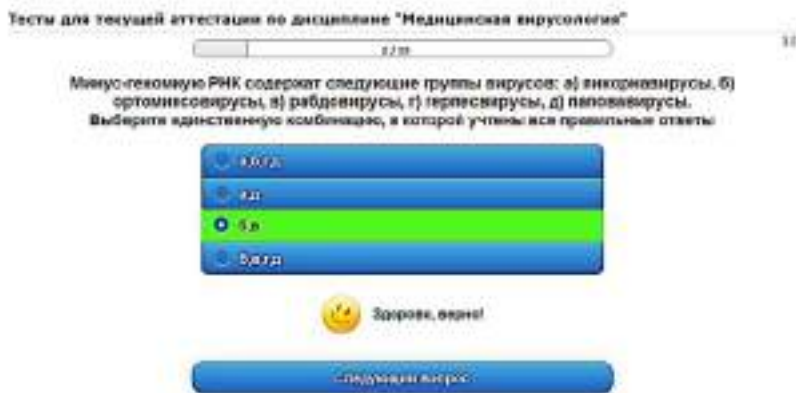 Тесты для текущей аттестации по дисциплине "Медицинская вирусология"
Минус-геномную РНК содержат следующие группы вирусов: а) пикорнавирусы, б)
ортомиксовирусы, в) рабдовирусы, г) герпесвирусы, д) паповавирусы.
Выберите единственную комбинацию, в которой учтены все правильные ответы
а,д
б,в
б,в,г,д
Здорово, верно!
Следующий вопрос